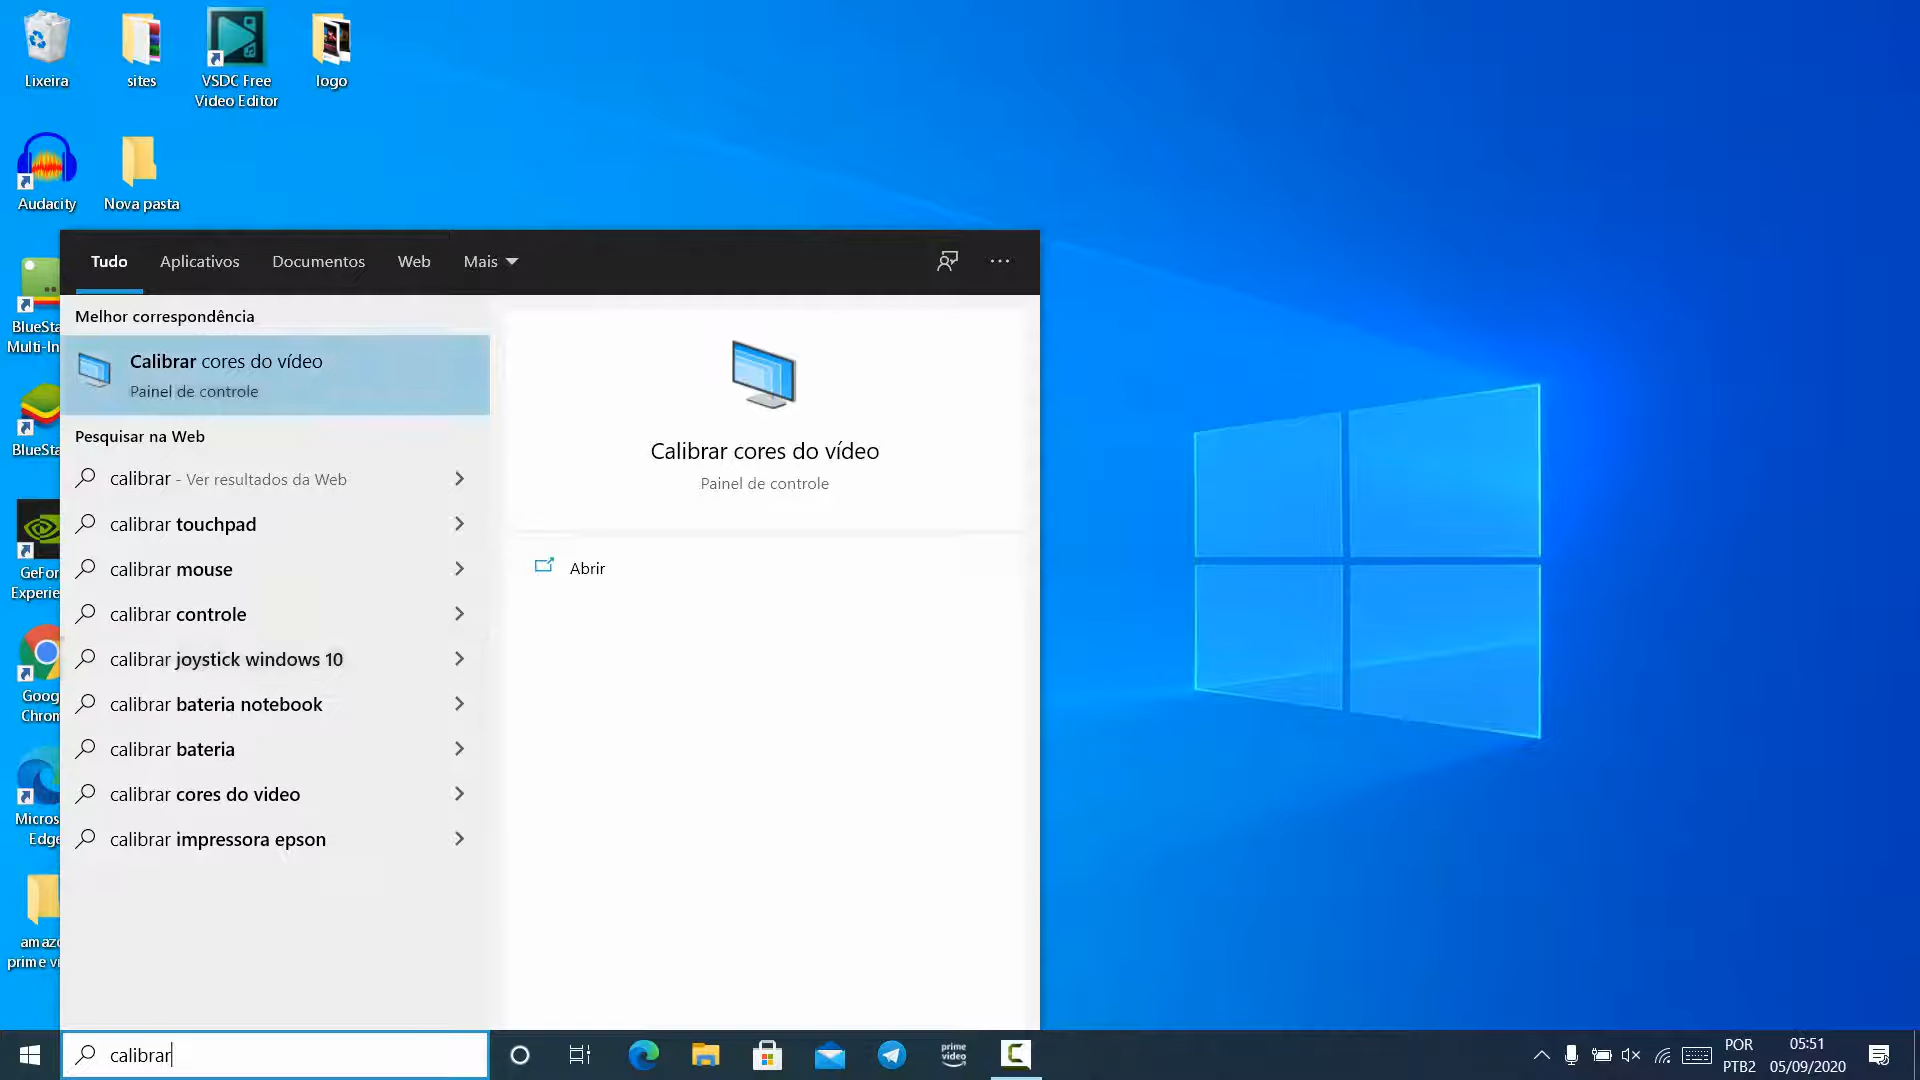 Lixeira
sites
VSDC Free
Video Editor
logo
Audacity
Nova pasta
BlueSta
Multi-In
BlueSta
GeFor
Experie
Goog
Chrom
Micros
Edge
amazo
prime vi
Tudo
Aplicativos
Documentos
Web
Mais
Melhor correspondência
Calibrar cores do vídeo
Painel de controle
Pesquisar na Web
calibrar - Ver resultados da Web
calibrar touchpad
calibrar mouse
calibrar controle
calibrar joystick windows 10
calibrar bateria notebook
calibrar bateria
calibrar cores do video
calibrar impressora epson
Calibrar cores do vídeo
Painel de controle
Abrir
calibrar
prime
video
POR
PTB2
05:51
05/09/2020